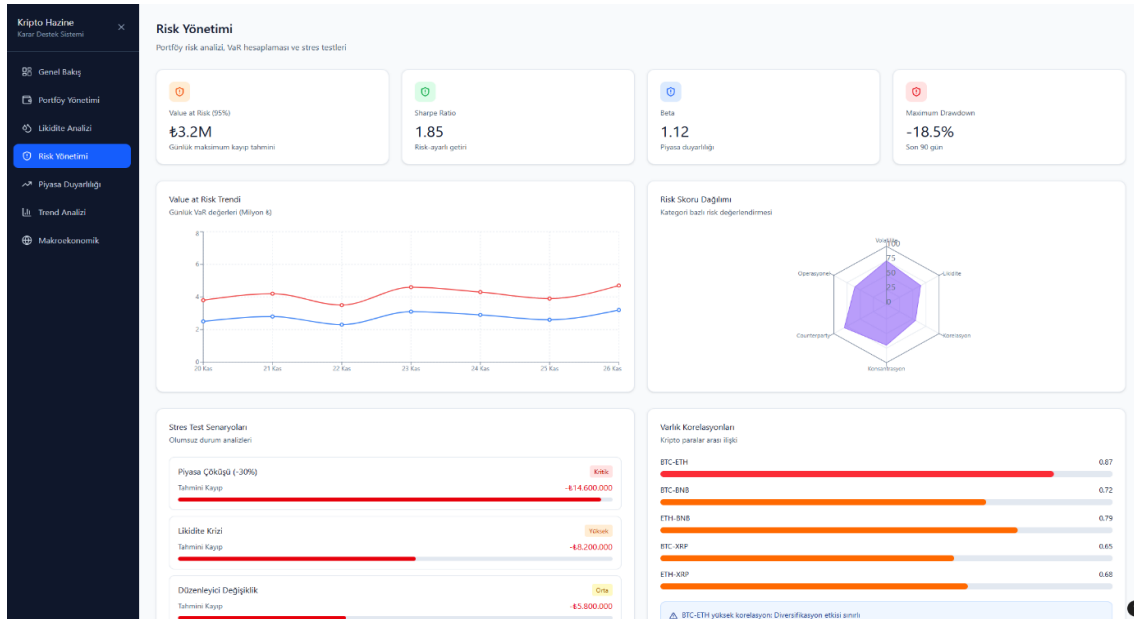 Kripto Hazine
Karar Destek Sistemi
Genel Bakış
Portföy Yönetimi
Likidite Analizi
Risk Yönetimi
Piyasa Duyarlılığı
Trend Analizi
Makroekonomik
Risk Yönetimi
Portföy risk analizi, VaR hesaplaması ve stres testleri
Value at Risk (95%)
₺3.2M
Günlük maksimum kayıp tahmini
Sharpe Ratio
1.85
Risk-ayarlı getiri
Beta
1.12
Piyasa duyarlılığı
Maximum Drawdown
-18.5%
Son 90 gün
Value at Risk Trendi
Günlük VaR değerleri (Milyon ₺)
8
6
4
2
0
20 Kas
21 Kas
22 Kas
23 Kas
24 Kas
25 Kas
26 Kas
Risk Skoru Dağılımı
Kategori bazlı risk değerlendirmesi
100
75
50
25
0
Likidite
Korelasyon
Konsantrasyon
Counterparty
Operasyonel
Stres Test Senaryoları
Olumsuz durum analizleri
Piyasa Çöküşü (-30%)
Kritik
Tahmini Kayıp
-₺14.600.000
Likidite Krizi
Yüksek
Tahmini Kayıp
-₺8.200.000
Düzenleyici Değişiklik
Orta
Tahmini Kayıp
-₺5.800.000
Varlık Korelasyonları
Kripto paralar arası ilişki
BTC-ETH
0.87
BTC-BNB
0.72
ETH-BNB
0.79
BTC-XRP
0.65
ETH-XRP
0.68
BTC-ETH yüksek korelasyon: Diversifikasyon etkisi sınırlı